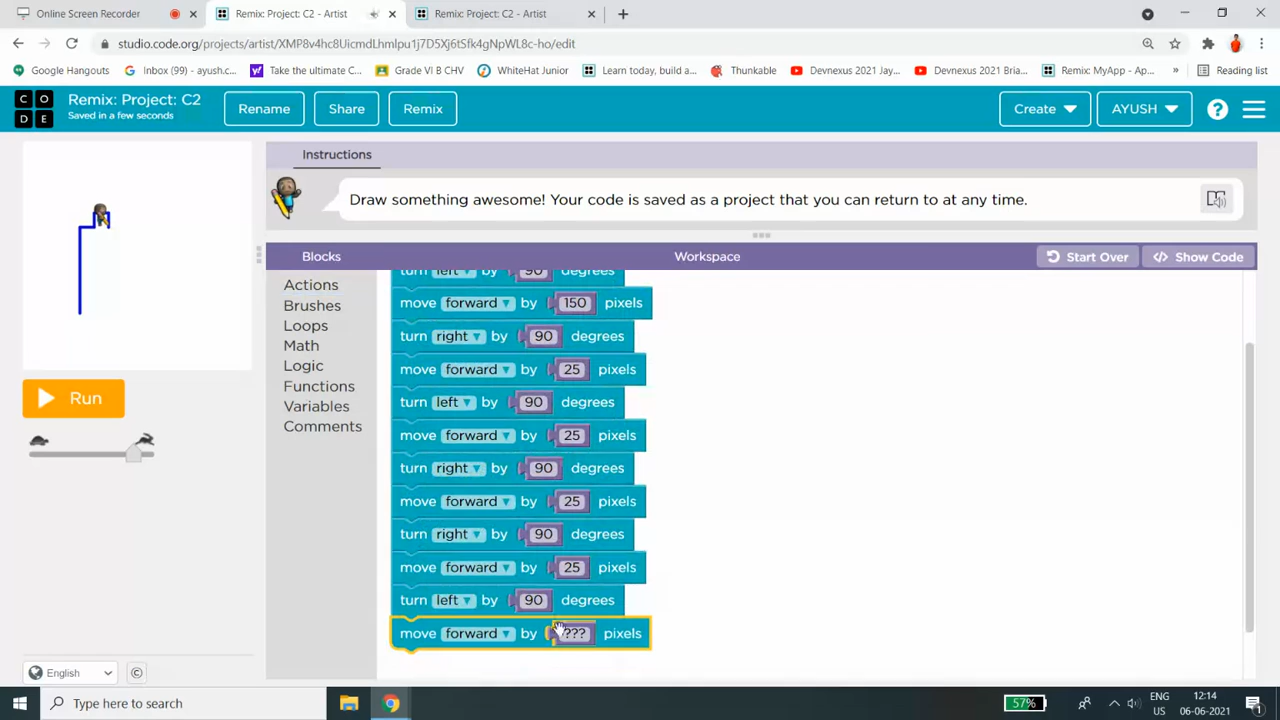 Online Screen Recorder
Remix: Project: C2 - Artist
Remix: Project: C2 - Artist
studio.code.org/projects/artist/XMP8v4hc8UicmdLhmIpu1j7D5Xj6tSfk4gNpWL8c-ho/edit
Google Hangouts
Inbox (99) - ayush.c...
Take the ultimate C...
Grade VI B CHV
WhiteHat Junior
Learn today, build a...
Thunkable
Devnexus 2021 Jay...
Devnexus 2021 Bria...
Remix: MyApp - Ap...
»
Reading list
CODE
Remix: Project: C2
Saved in a few seconds
Rename
Share
Remix
Create
AYUSH
?
Instructions
Draw something awesome! Your code is saved as a project that you can return to at any time.
Blocks
Workspace
Start Over
</> Show Code
Actions
Brushes
Loops
Math
Logic
Functions
Variables
Comments
turn left by 90 degrees
move forward by 150 pixels
turn right by 90 degrees
move forward by 25 pixels
turn left by 90 degrees
move forward by 25 pixels
turn right by 90 degrees
move forward by 25 pixels
turn right by 90 degrees
move forward by 25 pixels
turn left by 90 degrees
move forward by ??? pixels
Run
English
©
Type here to search
57%
ENG
US
12:14
06-06-2021
1